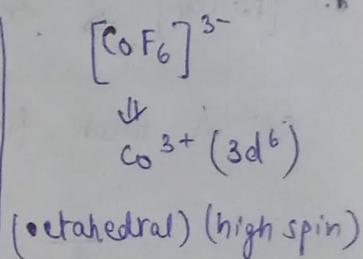 [CoF₆]³⁻
⇓
Co³⁺ (3d⁶)
(octahedral) (high spin)